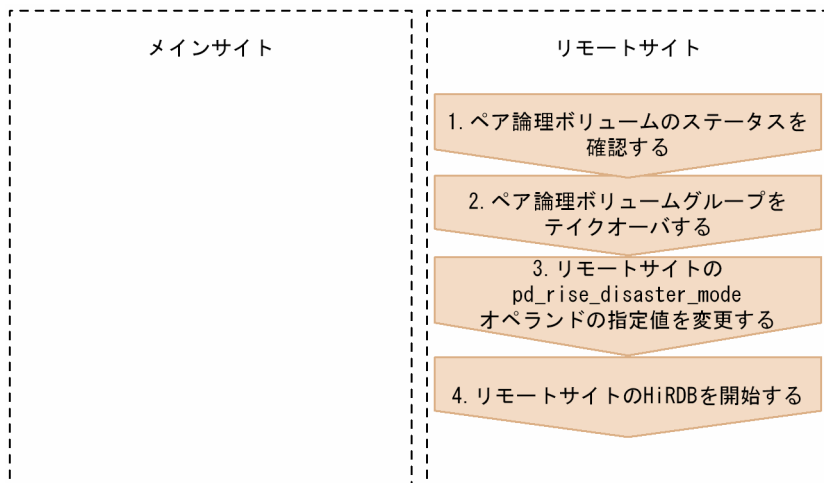 メインサイト
リモートサイト
1. ペア論理ボリュームのステータスを
確認する
2. ペア論理ボリュームグループを
テイクオーバする
3. リモートサイトの
pd_rise_disaster_mode
オペランドの指定値を変更する
4. リモートサイトのHiRDBを開始する